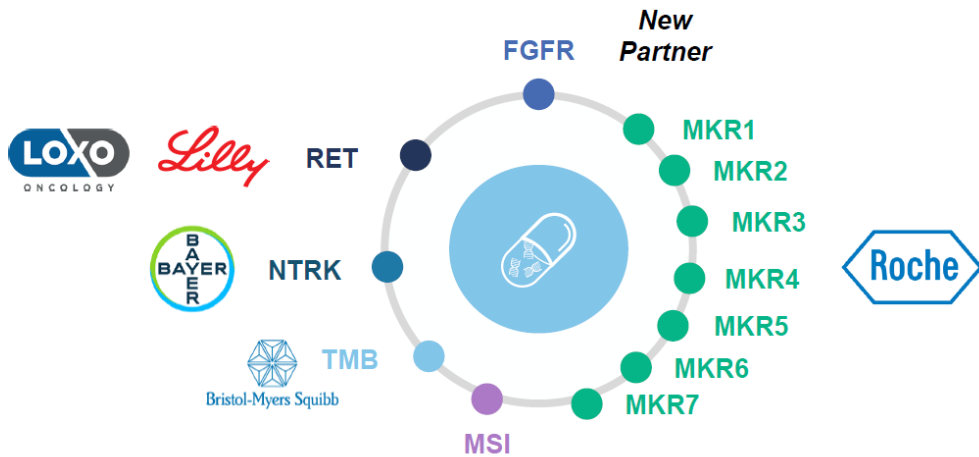 New
Partner
FGFR
MKR1
MKR2
MKR3
MKR4
MKR5
MKR6
MKR7
Roche
LOXO
ONCOLOGY
Lilly
RET
BAYER
BAYER
NTRK
TMB
Bristol-Myers Squibb
MSI